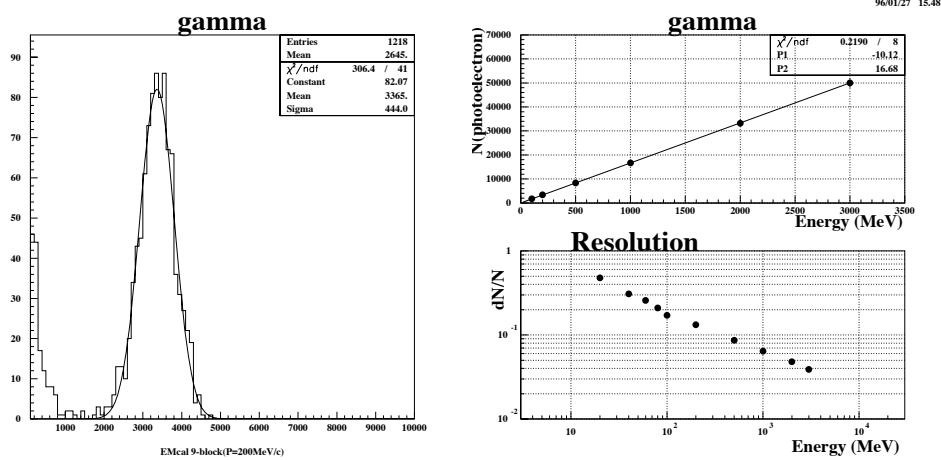 96/01/27 15.48
gamma
Entries 1218
Mean 2645.
χ²/ndf 306.4 / 41
Constant 82.07
Mean 3365.
Sigma 444.0
90
80
70
60
50
40
30
20
10
0
1000 2000 3000 4000 5000 6000 7000 8000 9000 10000
EMcal 9-block(P=200MeV/c)
gamma
χ²/ndf 0.2190 / 8
P1 -10.12
P2 16.68
N(photoelectron)
70000
60000
50000
40000
30000
20000
10000
0
0 500 1000 1500 2000 2500 3000 3500
Energy (MeV)
Resolution
dN/N
1
10⁻¹
10⁻²
10 10² 10³ 10⁴
Energy (MeV)